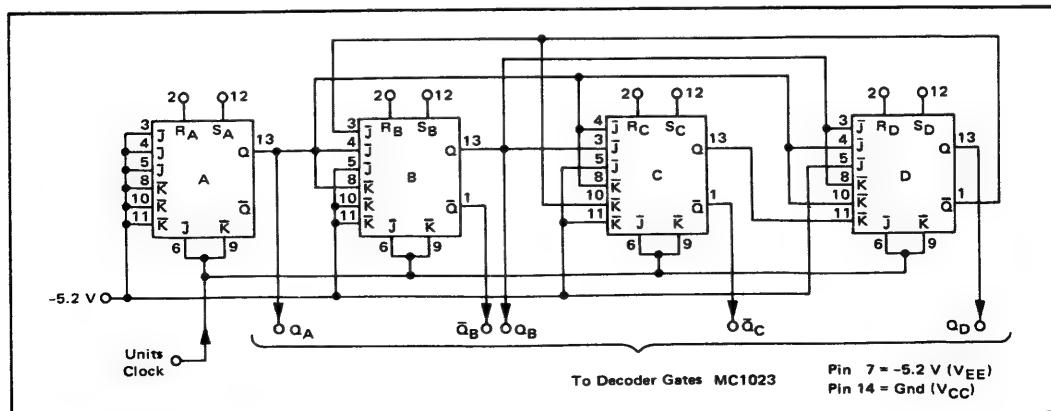 2 12 2 12 2 12 2 12
R_A S_A R_B S_B R_C S_C R_D S_D
3 J̅ 13 3 J̅ 13 4 J̅ 13 3 J̅ 13
4 J̅ Q 4 J̅ Q 3 J̅ Q 4 J̅ Q
5 J̅ 5 J̅ 5 J̅ 5 J̅
8 K̅ A 8 K̅ B 8 K̅ C 8 K̅ D
10 K̅ Q̅ 10 K̅ 1 10 K̅ 1 10 K̅ 1
11 K̅ 11 K̅ Q̅ 11 K̅ Q̅ 11 K̅ Q̅
J̅ K̅ J̅ K̅ J̅ K̅ J̅ K̅
6 9 6 9 6 9 6 9
-5.2 V
Q_A Q̅_B Q_B Q̅_C Q_D
Units
Clock
To Decoder Gates MC1023
Pin 7 = -5.2 V (V_EE)
Pin 14 = Gnd (V_CC)